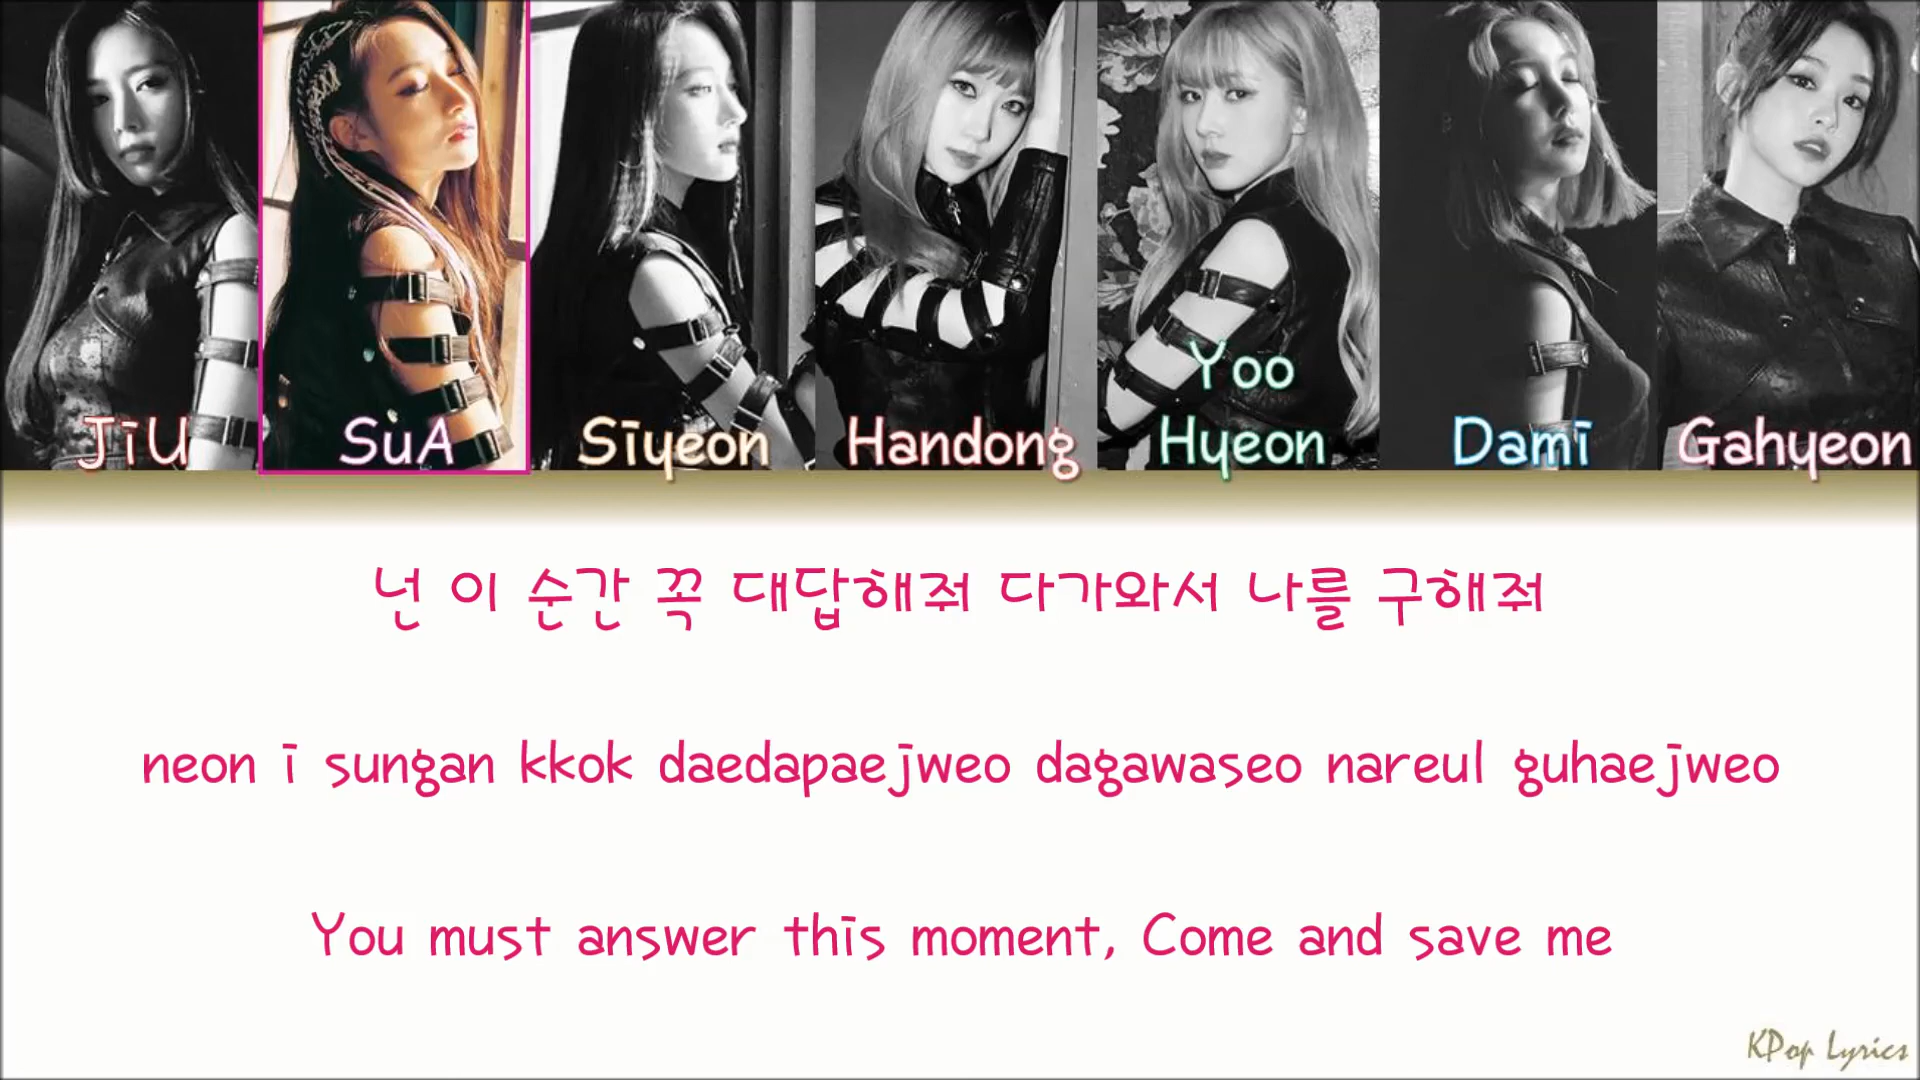 JiU
SuA
Siyeon
Handong
Yoo
Hyeon
Dami
Gahyeon
넌 이 순간 꼭 대답해줘 다가와서 나를 구해줘
neon i sungan kkok daedapaejweo dagawaseo nareul guhaejweo
You must answer this moment, Come and save me
KPop Lyrics